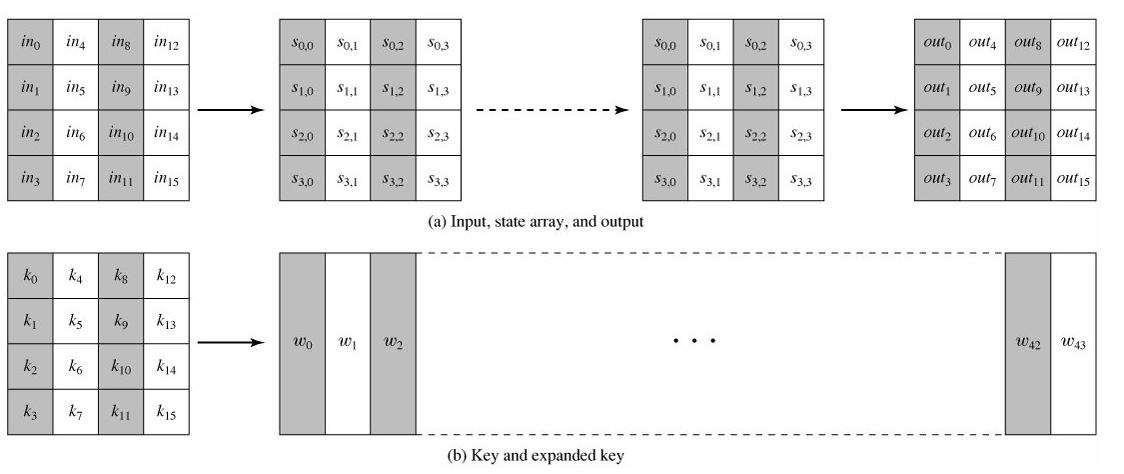 in₀ in₄ in₈ in₁₂ s₀,₀ s₀,₁ s₀,₂ s₀,₃ s₀,₀ s₀,₁ s₀,₂ s₀,₃ out₀ out₄ out₈ out₁₂
in₁ in₅ in₉ in₁₃ s₁,₀ s₁,₁ s₁,₂ s₁,₃ s₁,₀ s₁,₁ s₁,₂ s₁,₃ out₁ out₅ out₉ out₁₃
in₂ in₆ in₁₀ in₁₄ s₂,₀ s₂,₁ s₂,₂ s₂,₃ s₂,₀ s₂,₁ s₂,₂ s₂,₃ out₂ out₆ out₁₀ out₁₄
in₃ in₇ in₁₁ in₁₅ s₃,₀ s₃,₁ s₃,₂ s₃,₃ s₃,₀ s₃,₁ s₃,₂ s₃,₃ out₃ out₇ out₁₁ out₁₅
(a) Input, state array, and output
k₀ k₄ k₈ k₁₂
k₁ k₅ k₉ k₁₃
w₀ w₁ w₂ • • • w₄₂ w₄₃
k₂ k₆ k₁₀ k₁₄
k₃ k₇ k₁₁ k₁₅
(b) Key and expanded key